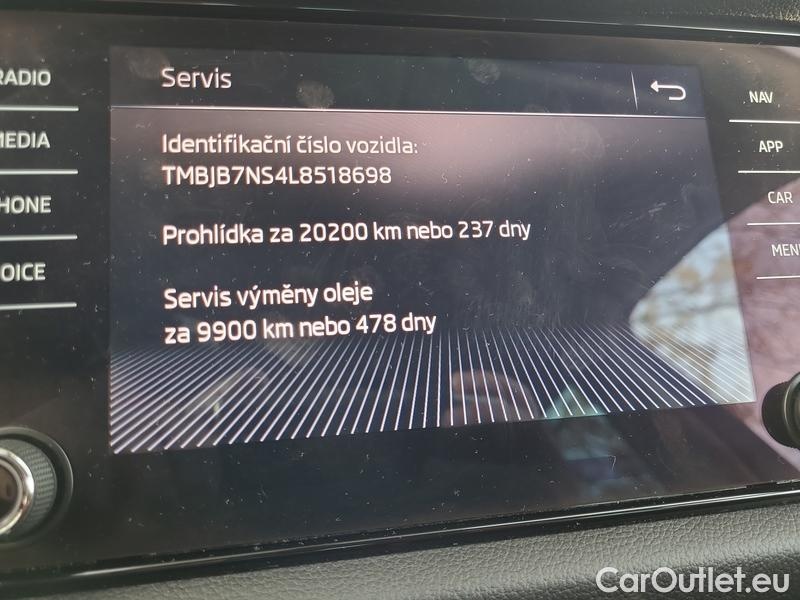 RADIO
MEDIA
PHONE
VOICE
Servis
Identifikační číslo vozidla:
TMBJB7NS4L8518698
Prohlídka za 20200 km nebo 237 dny
Servis výměny oleje
za 9900 km nebo 478 dny
NAV
APP
CAR
MENU
CarOutlet.eu